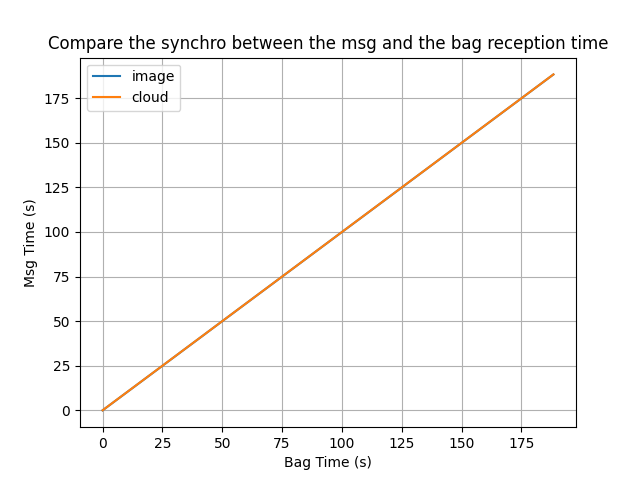 Compare the synchro between the msg and the bag reception time
image
cloud
175
150
125
100
75
50
25
0
Msg Time (s)
0 25 50 75 100 125 150 175
Bag Time (s)